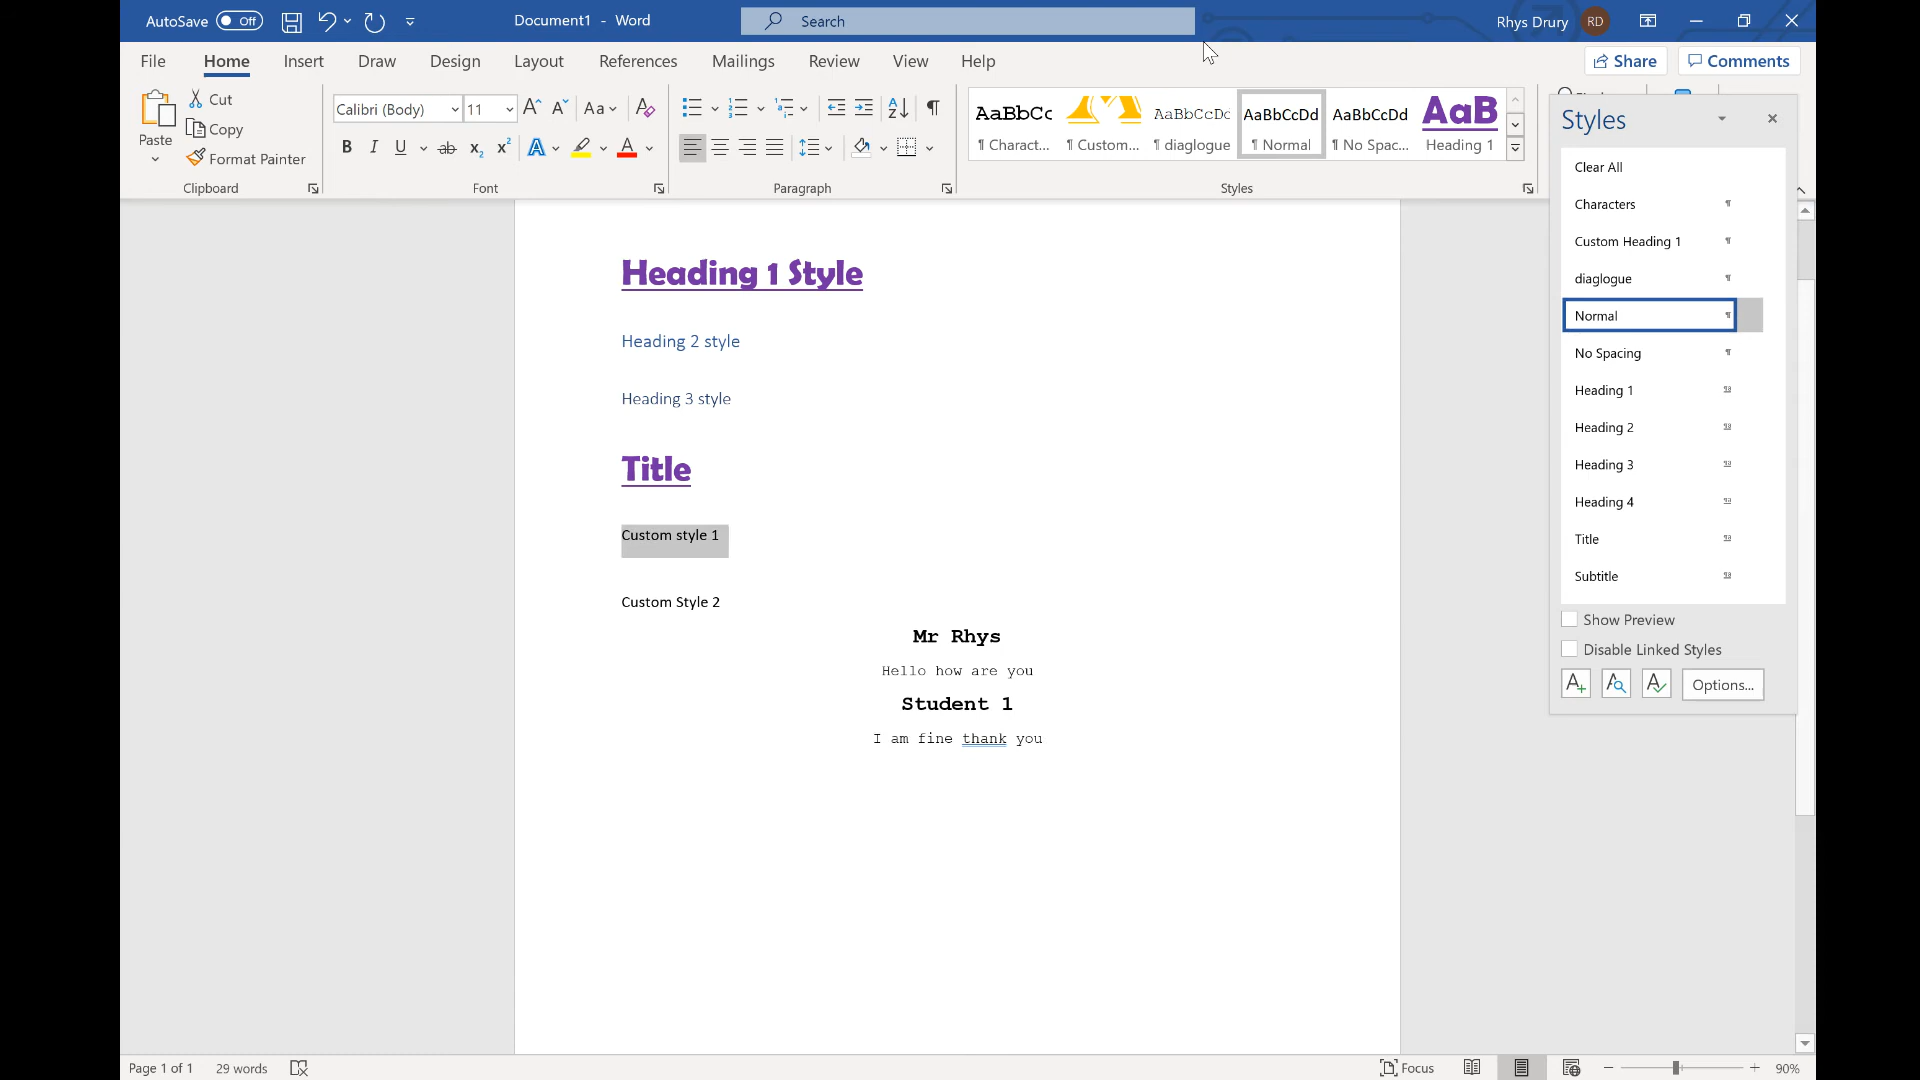 AutoSave Off Document1 - Word Search Rhys Drury RD
File Home Insert Draw Design Layout References Mailings Review View Help Share Comments
Paste Cut Copy Format Painter
Calibri (Body) 11 Aa
AaBbCc AaBbCcDc AaBbCcDd AaBbCcDd AaB
¶ Charact... ¶ Custom... ¶ diaglogue ¶ Normal ¶ No Spac... Heading 1
Clipboard Font Paragraph Styles
Heading 1 Style
Heading 2 style
Heading 3 style
Title
Custom style 1
Custom Style 2
Mr Rhys
Hello how are you
Student 1
I am fine thank you
Styles
Clear All
Characters
Custom Heading 1
diaglogue
Normal
No Spacing
Heading 1
Heading 2
Heading 3
Heading 4
Title
Subtitle
Show Preview
Disable Linked Styles
Options...
Page 1 of 1 29 words Focus 90%